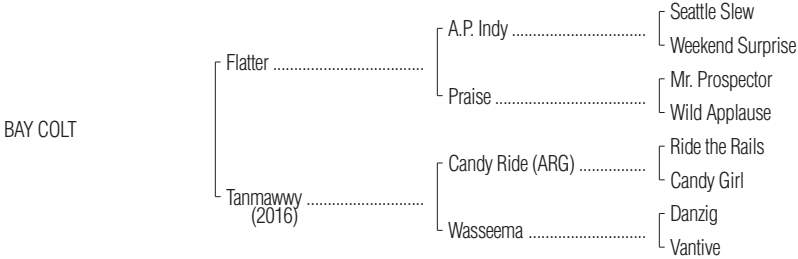 Seattle Slew
A.P. Indy ..................................
Weekend Surprise
Flatter ......................................
Mr. Prospector
Praise ......................................
Wild Applause
BAY COLT
Ride the Rails
Candy Ride (ARG) .................
Candy Girl
Tanmawwy ..............................
(2016)
Danzig
Wasseema ..............................
Vantive